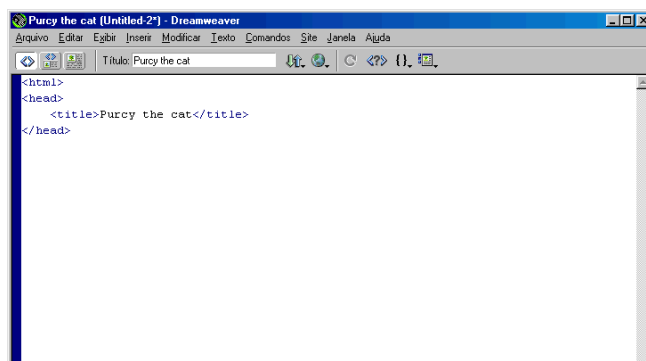 Purcy the cat (Untitled-2*) - Dreamweaver
Arquivo Editar Exibir Inserir Modificar Texto Comandos Site Janela Ajuda
Título: Purcy the cat
<html>
<head>
<title>Purcy the cat</title>
</head>